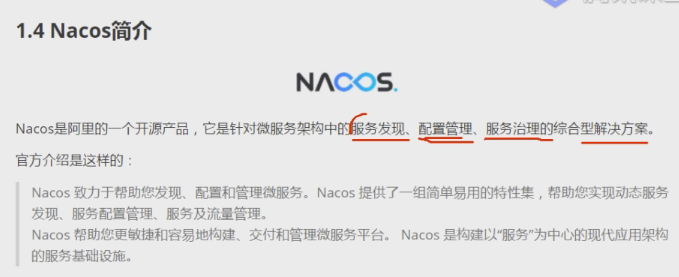 1.4 Nacos简介
NACOS.
Nacos是阿里的一个开源产品，它是针对微服务架构中的服务发现、配置管理、服务治理的综合型解决方案。
官方介绍是这样的：
Nacos 致力于帮助您发现、配置和管理微服务。Nacos 提供了一组简单易用的特性集，帮助您实现动态服务
发现、服务配置管理、服务及流量管理。
Nacos 帮助您更敏捷和容易地构建、交付和管理微服务平台。 Nacos 是构建以“服务”为中心的现代应用架构
的服务基础设施。